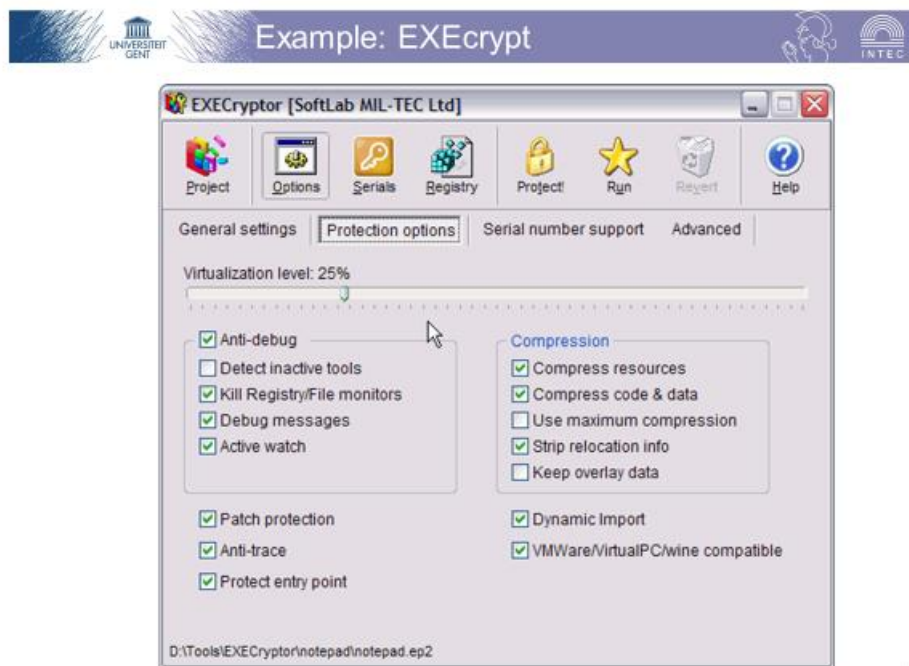 UNIVERSITEIT
GENT
Example: EXEcrypt
INTEC
EXECryptor [SoftLab MIL-TEC Ltd]
Project Options Serials Registry Protect! Run Revert Help
General settings Protection options Serial number support Advanced
Virtualization level: 25%
Anti-debug
Detect inactive tools
Kill Registry/File monitors
Debug messages
Active watch
Compression
Compress resources
Compress code & data
Use maximum compression
Strip relocation info
Keep overlay data
Patch protection
Anti-trace
Protect entry point
Dynamic Import
VMWare/VirtualPC/wine compatible
D:\Tools\EXECryptor\notepad\notepad.ep2